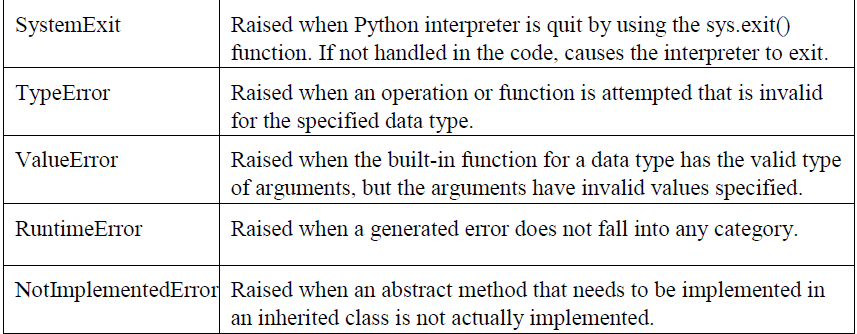 SystemExit Raised when Python interpreter is quit by using the sys.exit()
function. If not handled in the code, causes the interpreter to exit.
TypeError Raised when an operation or function is attempted that is invalid
for the specified data type.
ValueError Raised when the built-in function for a data type has the valid type
of arguments, but the arguments have invalid values specified.
RuntimeError Raised when a generated error does not fall into any category.
NotImplementedError Raised when an abstract method that needs to be implemented in
an inherited class is not actually implemented.